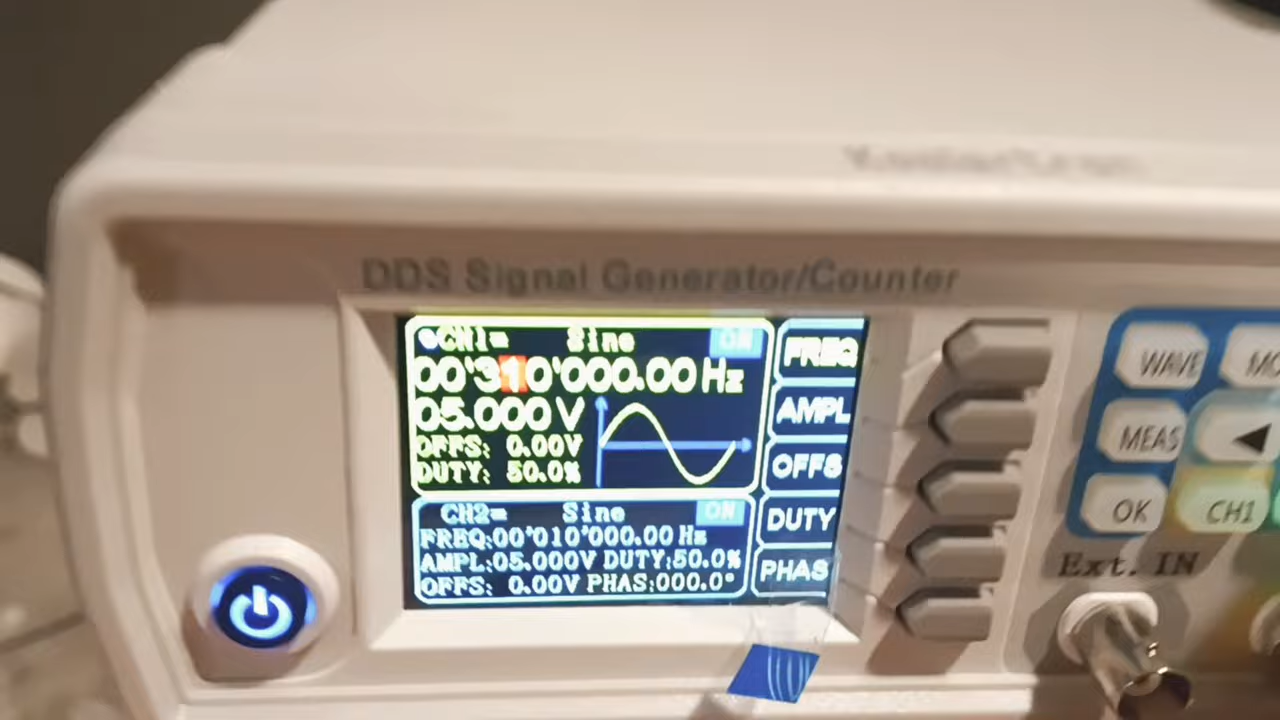 DDS Signal Generator/Counter
CH1= Sine ON
00'310'000.00 Hz
05.000 V
OFFS: 0.00V
DUTY: 50.0%
CH2= Sine ON
FREQ:00'010'000.00 Hz
AMPL:05.000V DUTY:50.0%
OFFS: 0.00V PHAS:000.0°
FREQ
AMPL
OFFS
DUTY
PHAS
WAVE
MEAS
OK
CH1
Ext. IN